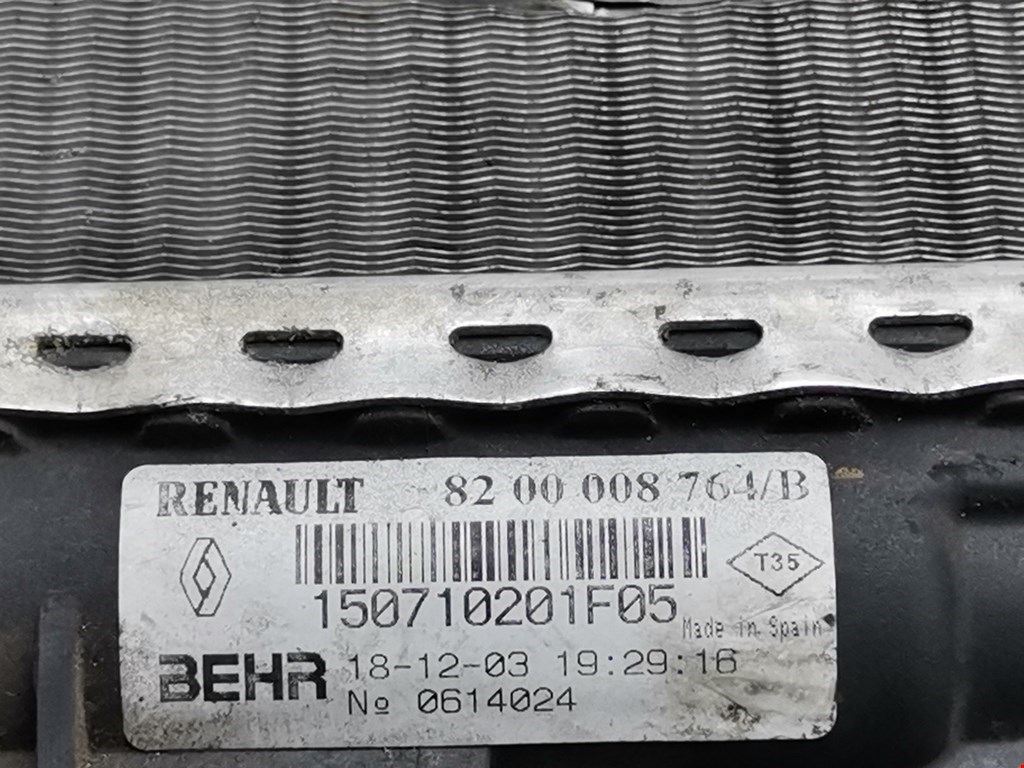 RENAULT 82 00 008 764/B
T35
150710201F05
Made in Spain
BEHR 18-12-03 19:29:16
Nº 0614024